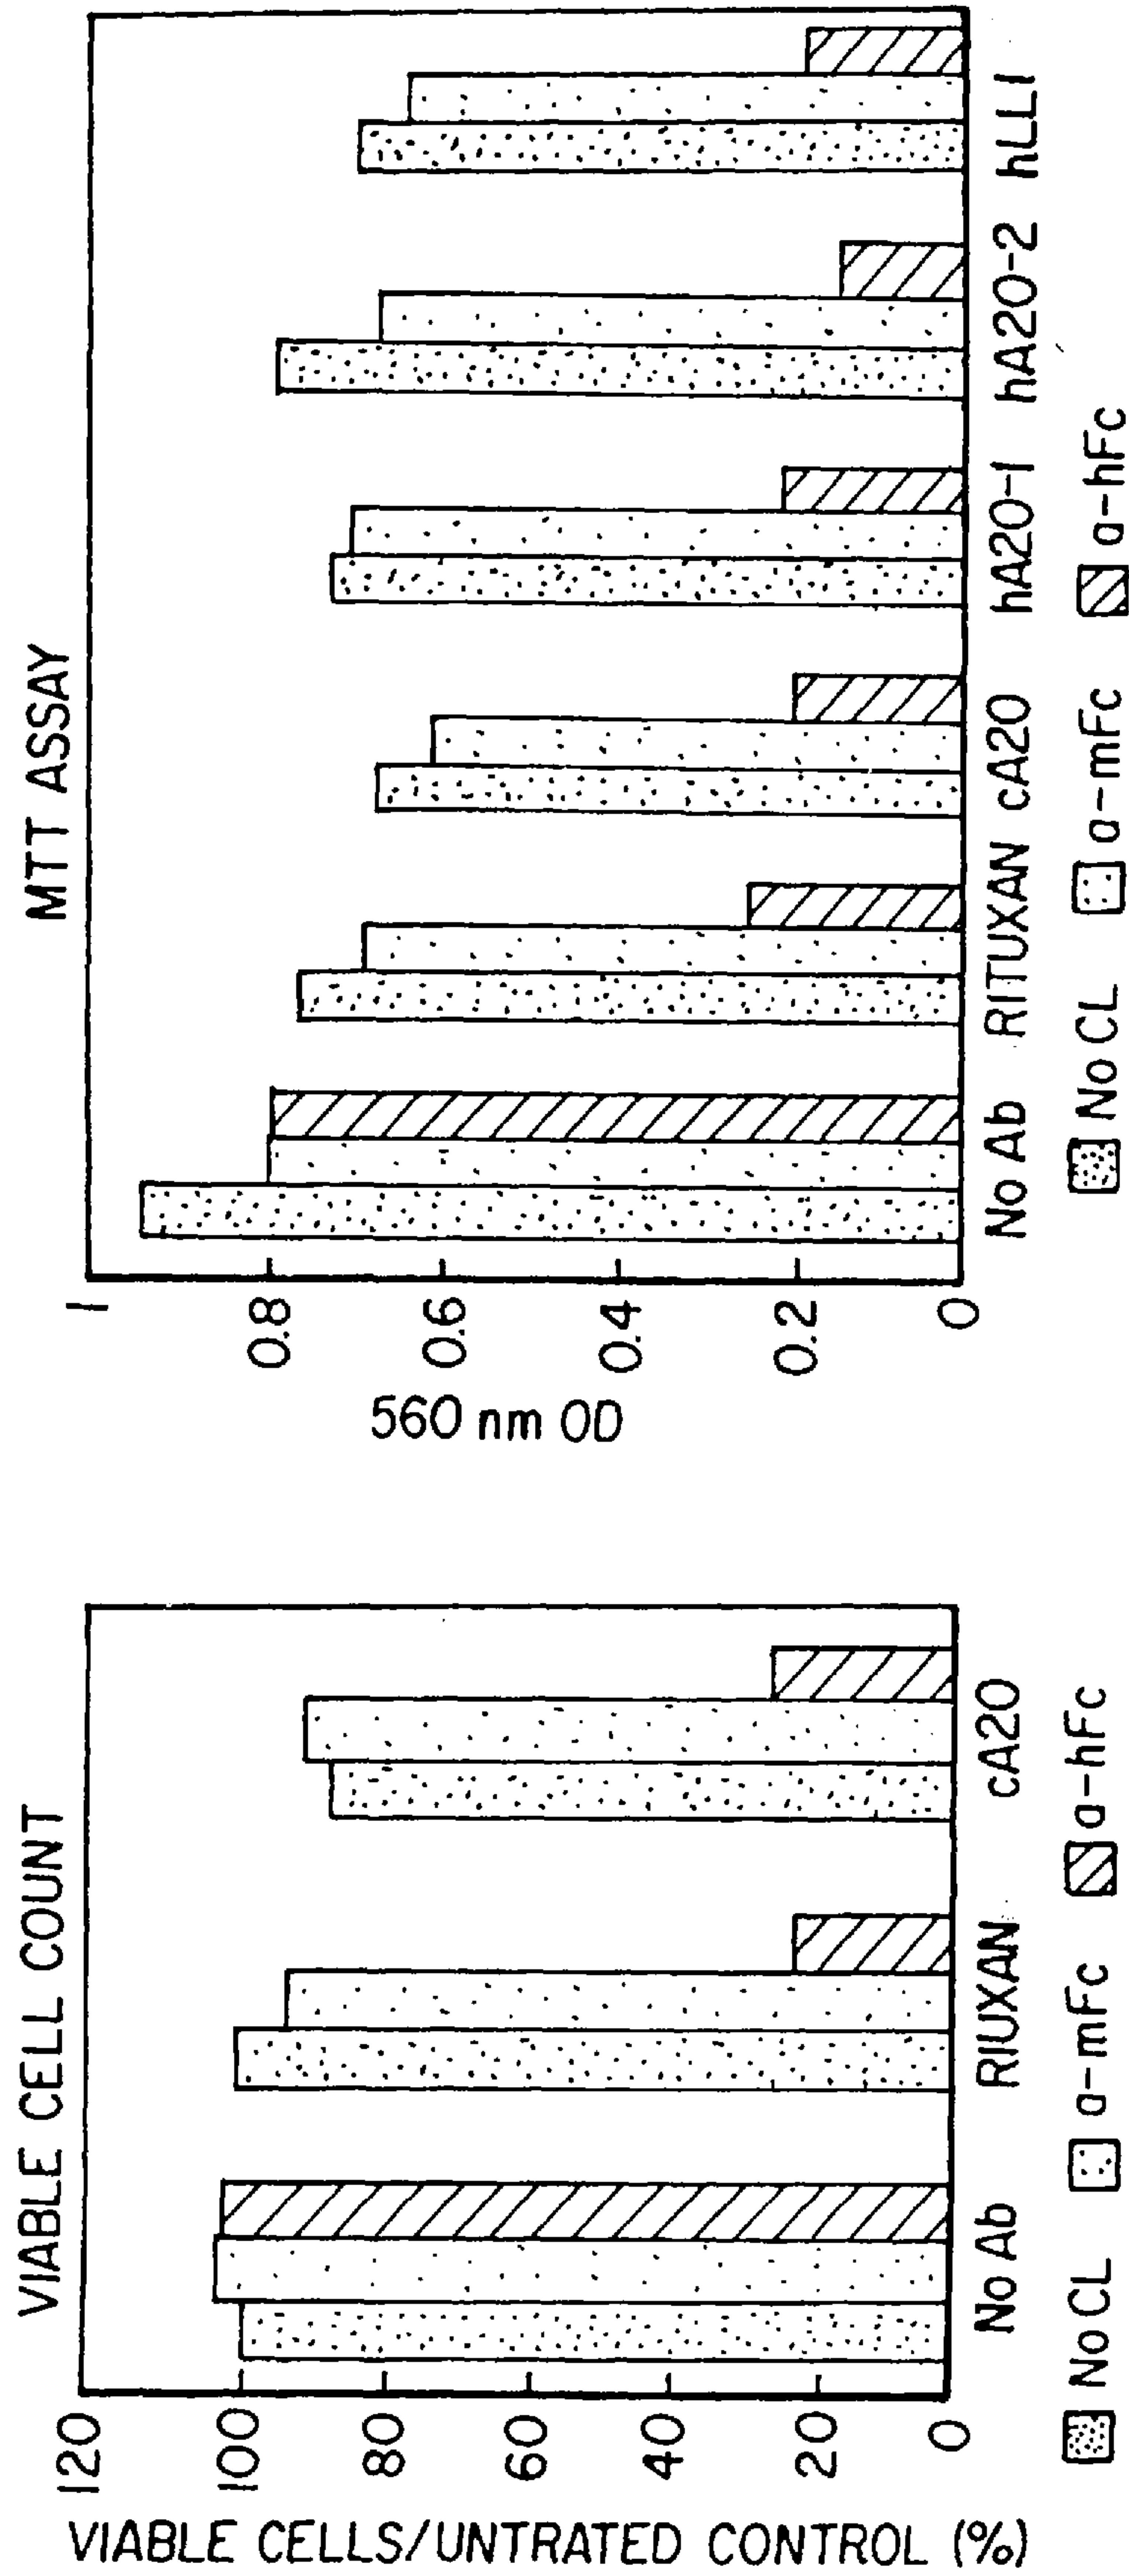 VIABLE CELL COUNT
VIABLE CELLS/UNTRATED CONTROL (%)
120
100
80
60
40
20
0
No Ab RIUXAN cA20
No CL a-mFc a-hFc
MTT ASSAY
560 nm OD
1
0.8
0.6
0.4
0.2
0
No Ab RITUXAN cA20 hA20-1 hA20-2 hLL1
No CL a-mFc a-hFc